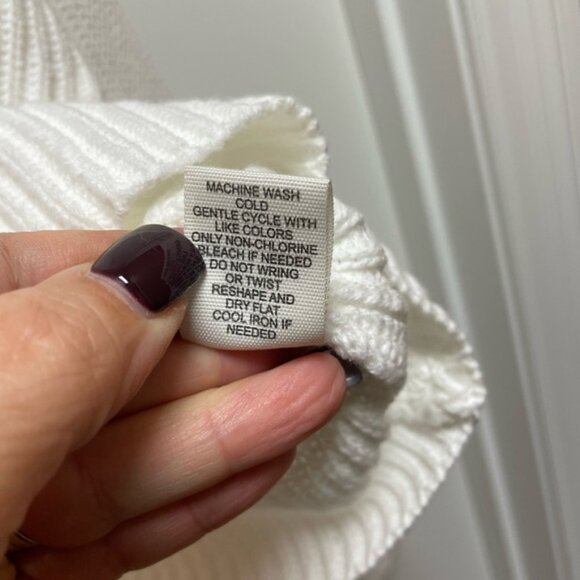 MACHINE WASH
COLD
GENTLE CYCLE WITH
LIKE COLORS
ONLY NON-CHLORINE
BLEACH IF NEEDED
DO NOT WRING
OR TWIST
RESHAPE AND
DRY FLAT
COOL IRON IF
NEEDED